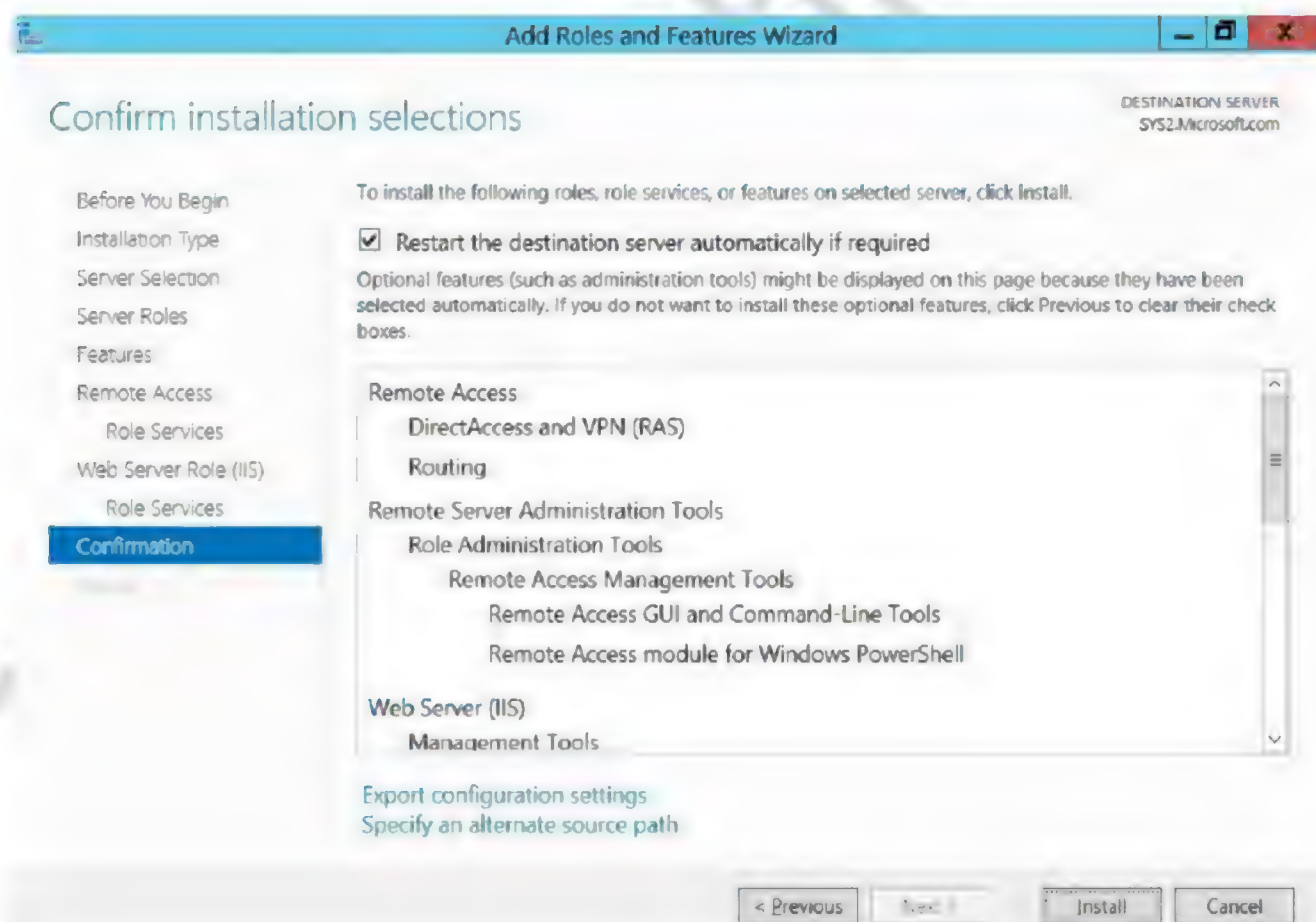 Add Roles and Features Wizard
Confirm installation selections
DESTINATION SERVER
SYS2.Microsoft.com
Before You Begin
Installation Type
Server Selection
Server Roles
Features
Remote Access
Role Services
Web Server Role (IIS)
Role Services
Confirmation
To install the following roles, role services, or features on selected server, click Install.
Restart the destination server automatically if required
Optional features (such as administration tools) might be displayed on this page because they have been
selected automatically. If you do not want to install these optional features, click Previous to clear their check
boxes.
Remote Access
DirectAccess and VPN (RAS)
Routing
Remote Server Administration Tools
Role Administration Tools
Remote Access Management Tools
Remote Access GUI and Command-Line Tools
Remote Access module for Windows PowerShell
Web Server (IIS)
Management Tools
Export configuration settings
Specify an alternate source path
< Previous
Install
Cancel